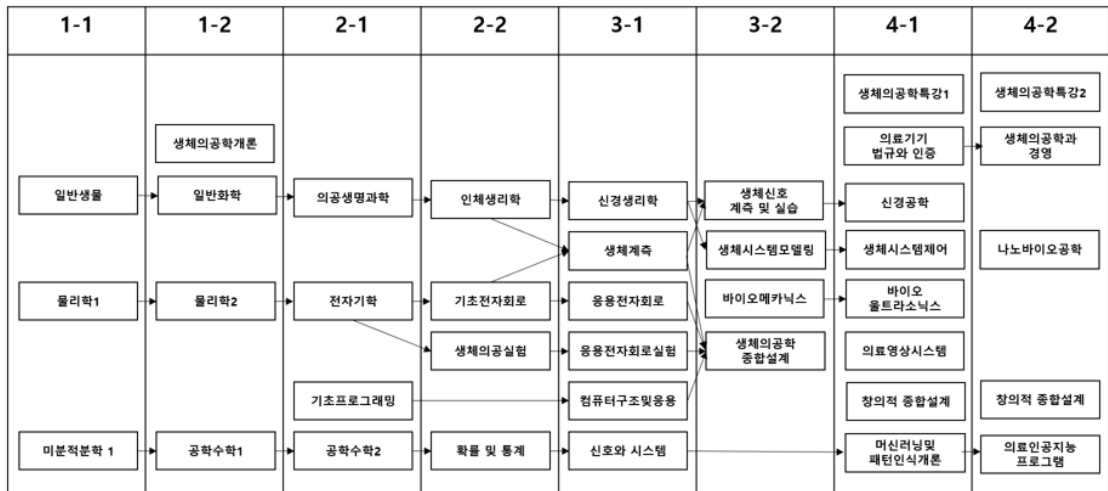 1-1
1-2
2-1
2-2
3-1
3-2
4-1
4-2
생체의공학특강1
생체의공학특강2
생체의공학개론
의료기기
법규와 인증
생체의공학과
경영
일반생물
일반화학
의공생명과학
인체생리학
신경생리학
생체신호
계측 및 실습
신경공학
생체계측
생체시스템모델링
생체시스템제어
나노바이오공학
물리학1
물리학2
전자기학
기초전자회로
응용전자회로
바이오메카닉스
바이오
울트라소닉스
생체의공실험
응용전자회로실험
생체의공학
종합설계
의료영상시스템
기초프로그래밍
컴퓨터구조및응용
창의적 종합설계
창의적 종합설계
미분적분학 1
공학수학1
공학수학2
확률 및 통계
신호와 시스템
머신러닝및
패턴인식개론
의료인공지능
프로그램